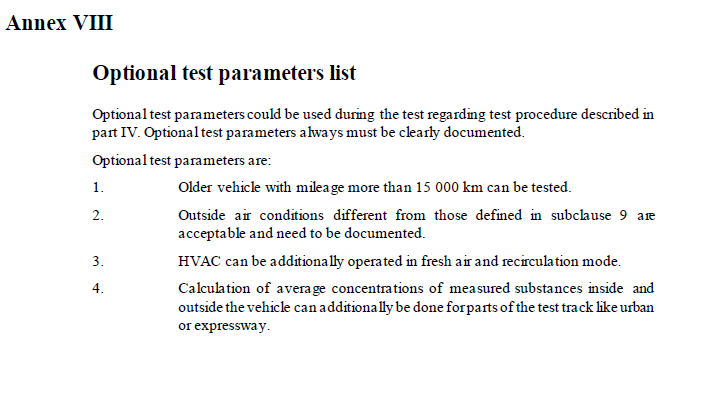 Annex VIII
Optional test parameters list
Optional test parameters could be used during the test regarding test procedure described in
part IV. Optional test parameters always must be clearly documented.
Optional test parameters are:
1. Older vehicle with mileage more than 15 000 km can be tested.
2. Outside air conditions different from those defined in subclause 9 are
acceptable and need to be documented.
3. HVAC can be additionally operated in fresh air and recirculation mode.
4. Calculation of average concentrations of measured substances inside and
outside the vehicle can additionally be done for parts of the test track like urban
or expressway.